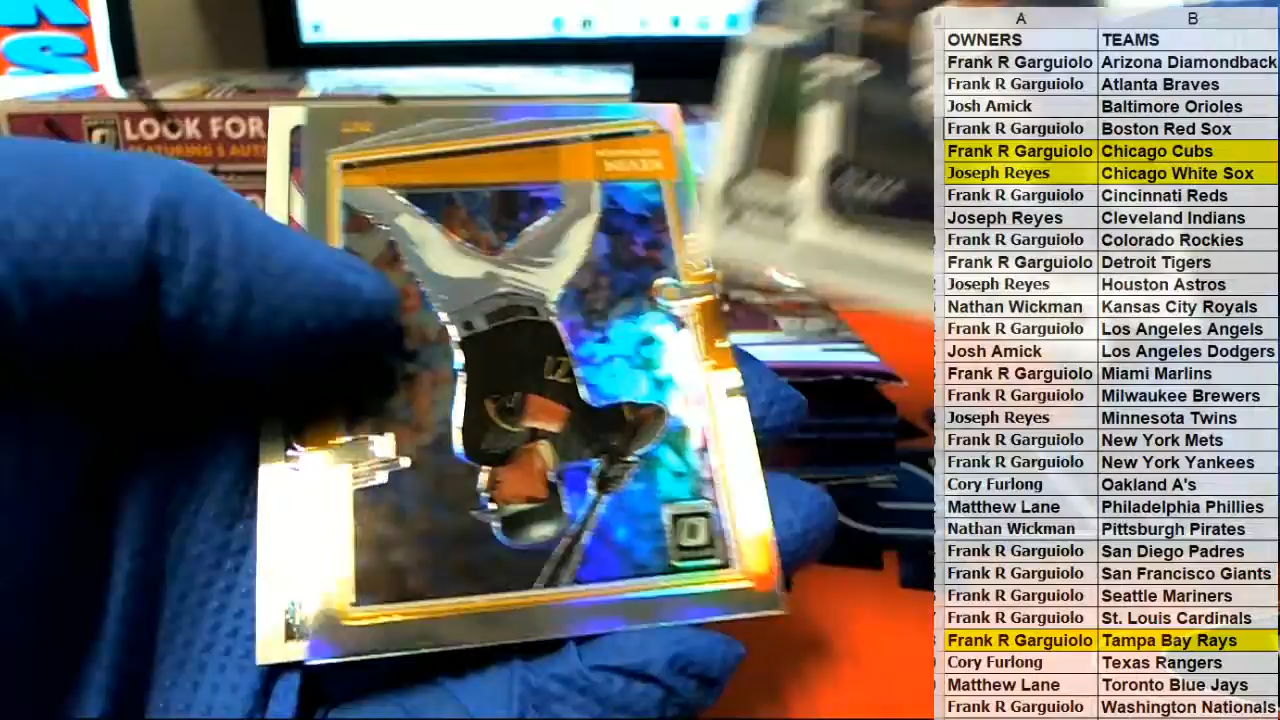 KS
LOOK FOR
FEATURING 5 AUT
A B
OWNERS TEAMS
Frank R Garguiolo Arizona Diamondback
Frank R Garguiolo Atlanta Braves
Josh Amick Baltimore Orioles
Frank R Garguiolo Boston Red Sox
Frank R Garguiolo Chicago Cubs
Joseph Reyes Chicago White Sox
Frank R Garguiolo Cincinnati Reds
Joseph Reyes Cleveland Indians
Frank R Garguiolo Colorado Rockies
Frank R Garguiolo Detroit Tigers
Joseph Reyes Houston Astros
Nathan Wickman Kansas City Royals
Frank R Garguiolo Los Angeles Angels
Josh Amick Los Angeles Dodgers
Frank R Garguiolo Miami Marlins
Frank R Garguiolo Milwaukee Brewers
Joseph Reyes Minnesota Twins
Frank R Garguiolo New York Mets
Frank R Garguiolo New York Yankees
Cory Furlong Oakland A's
Matthew Lane Philadelphia Phillies
Nathan Wickman Pittsburgh Pirates
Frank R Garguiolo San Diego Padres
Frank R Garguiolo San Francisco Giants
Frank R Garguiolo Seattle Mariners
Frank R Garguiolo St. Louis Cardinals
Frank R Garguiolo Tampa Bay Rays
Cory Furlong Texas Rangers
Matthew Lane Toronto Blue Jays
Frank R Garguiolo Washington Nationals